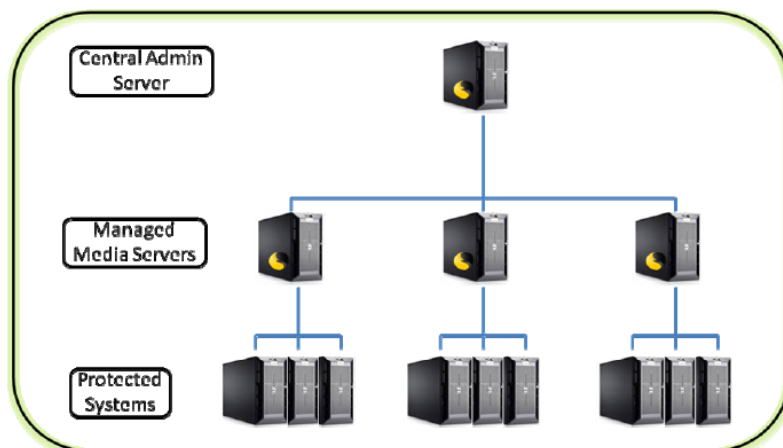 Central Admin
Server
Managed
Media Servers
Protected
Systems